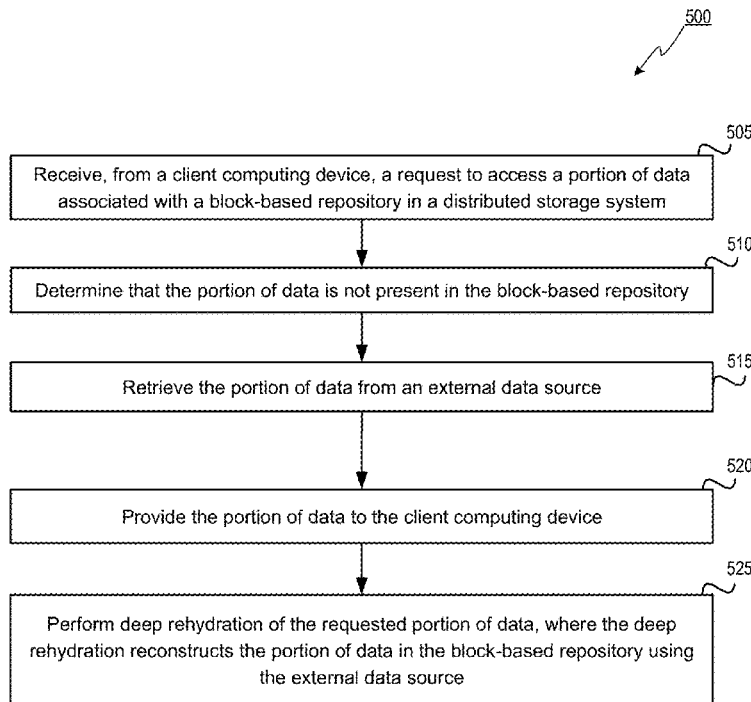 500
505
Receive, from a client computing device, a request to access a portion of data
associated with a block-based repository in a distributed storage system
510
Determine that the portion of data is not present in the block-based repository
515
Retrieve the portion of data from an external data source
520
Provide the portion of data to the client computing device
525
Perform deep rehydration of the requested portion of data, where the deep
rehydration reconstructs the portion of data in the block-based repository using
the external data source